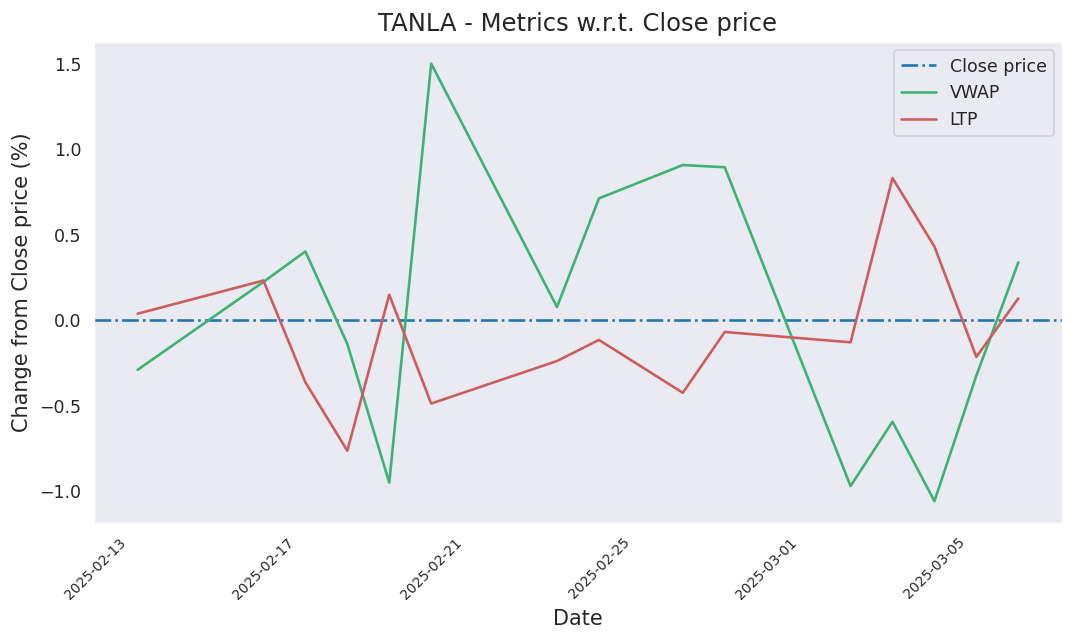 TANLA - Metrics w.r.t. Close price
Close price
VWAP
LTP
Change from Close price (%)
1.5
1.0
0.5
0.0
−0.5
−1.0
2025-02-13
2025-02-17
2025-02-21
2025-02-25
2025-03-01
2025-03-05
Date